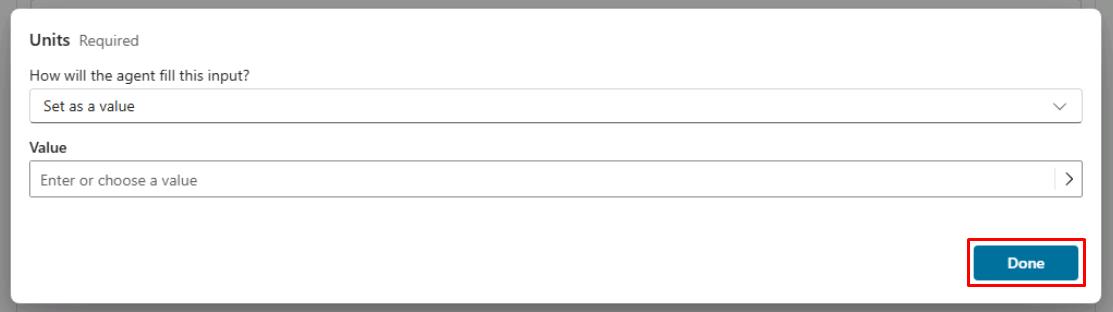 Units Required
How will the agent fill this input?
Set as a value
Value
Enter or choose a value
Done